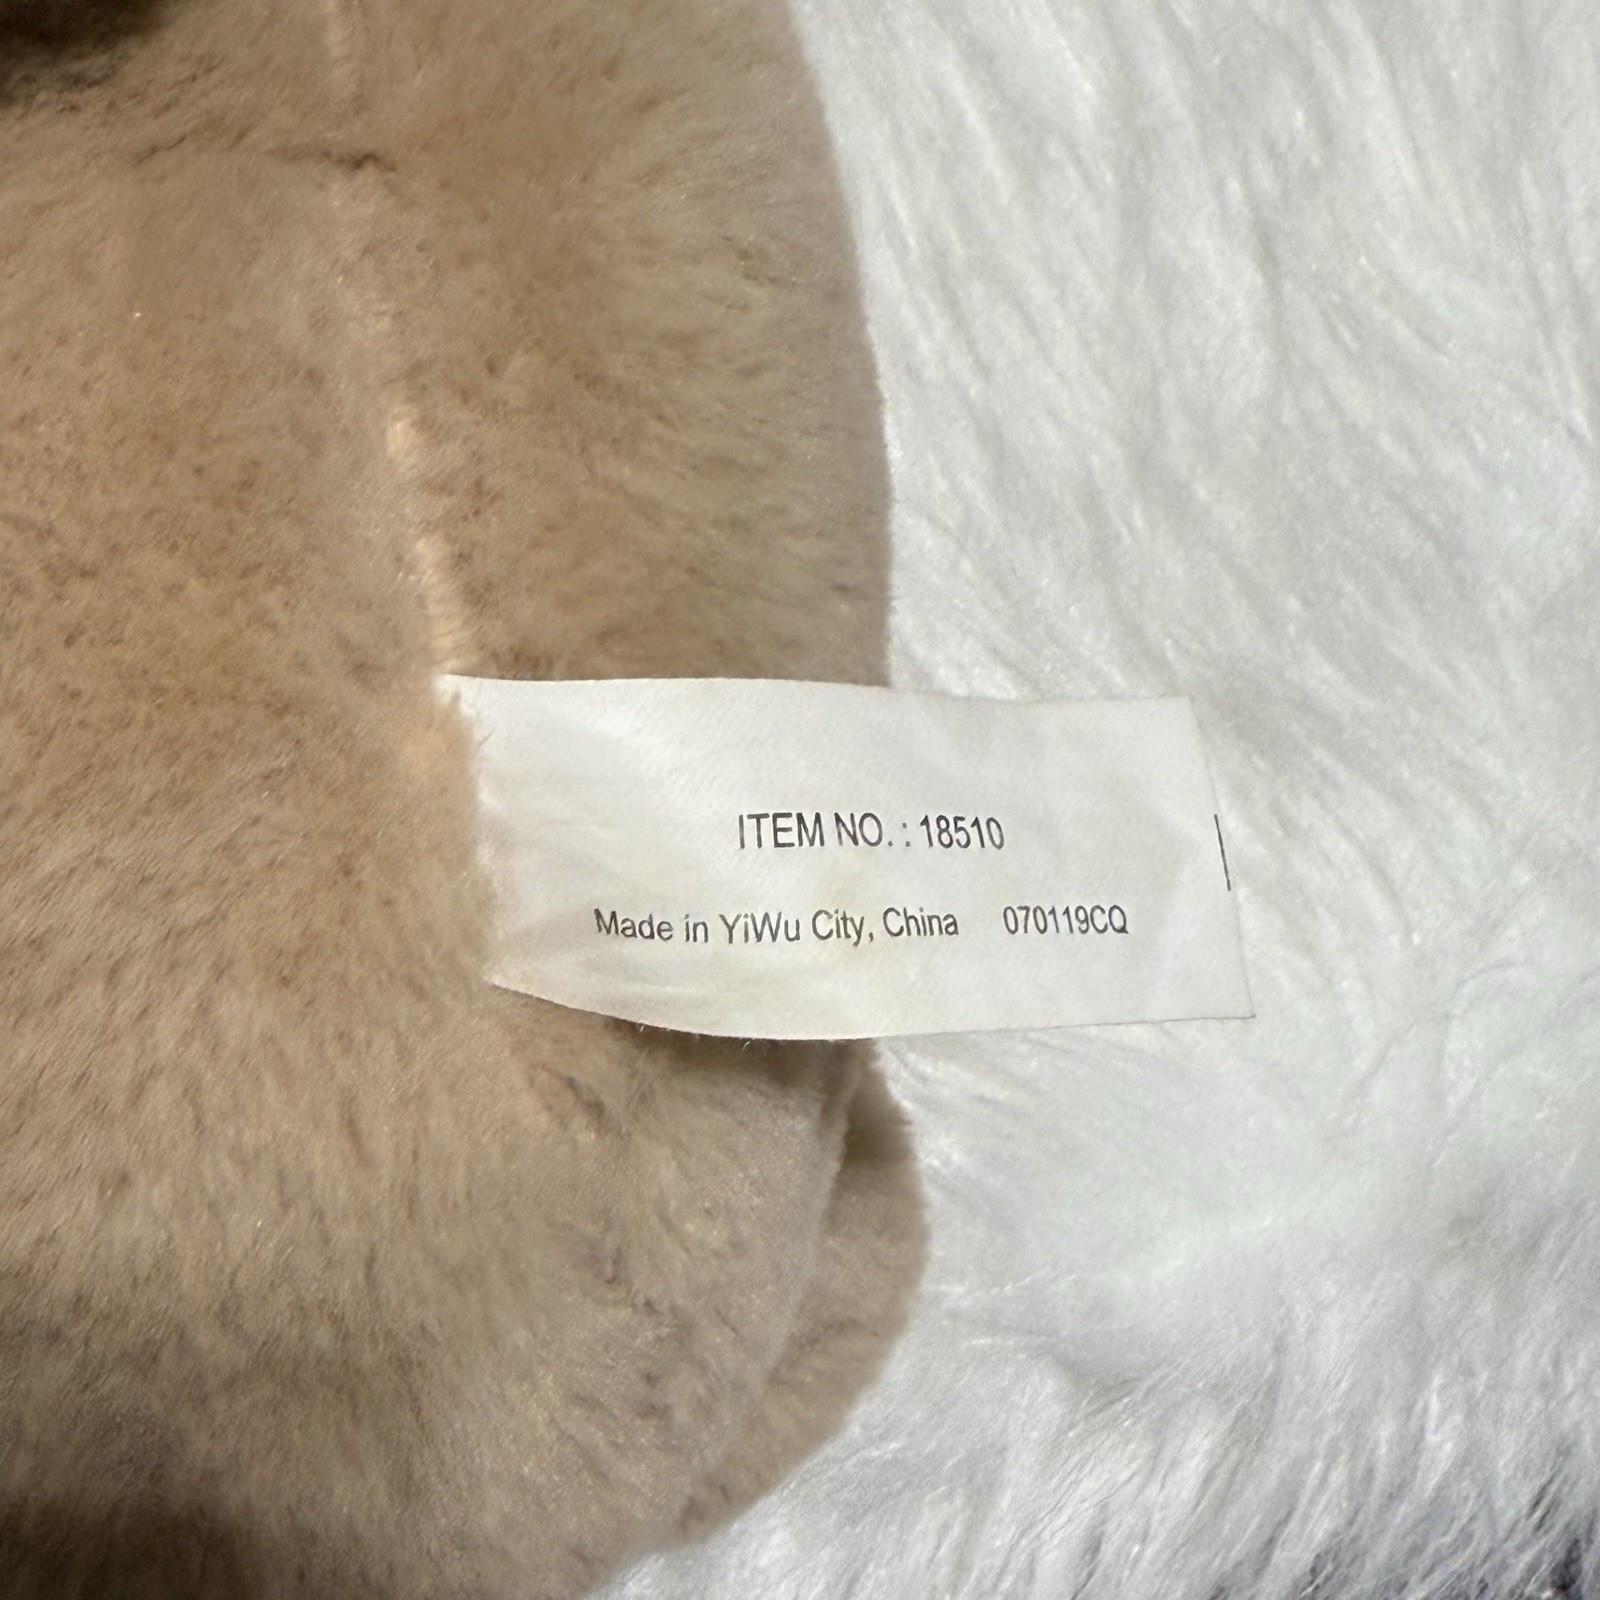 ITEM NO. : 18510
Made in YiWu City, China 070119CQ